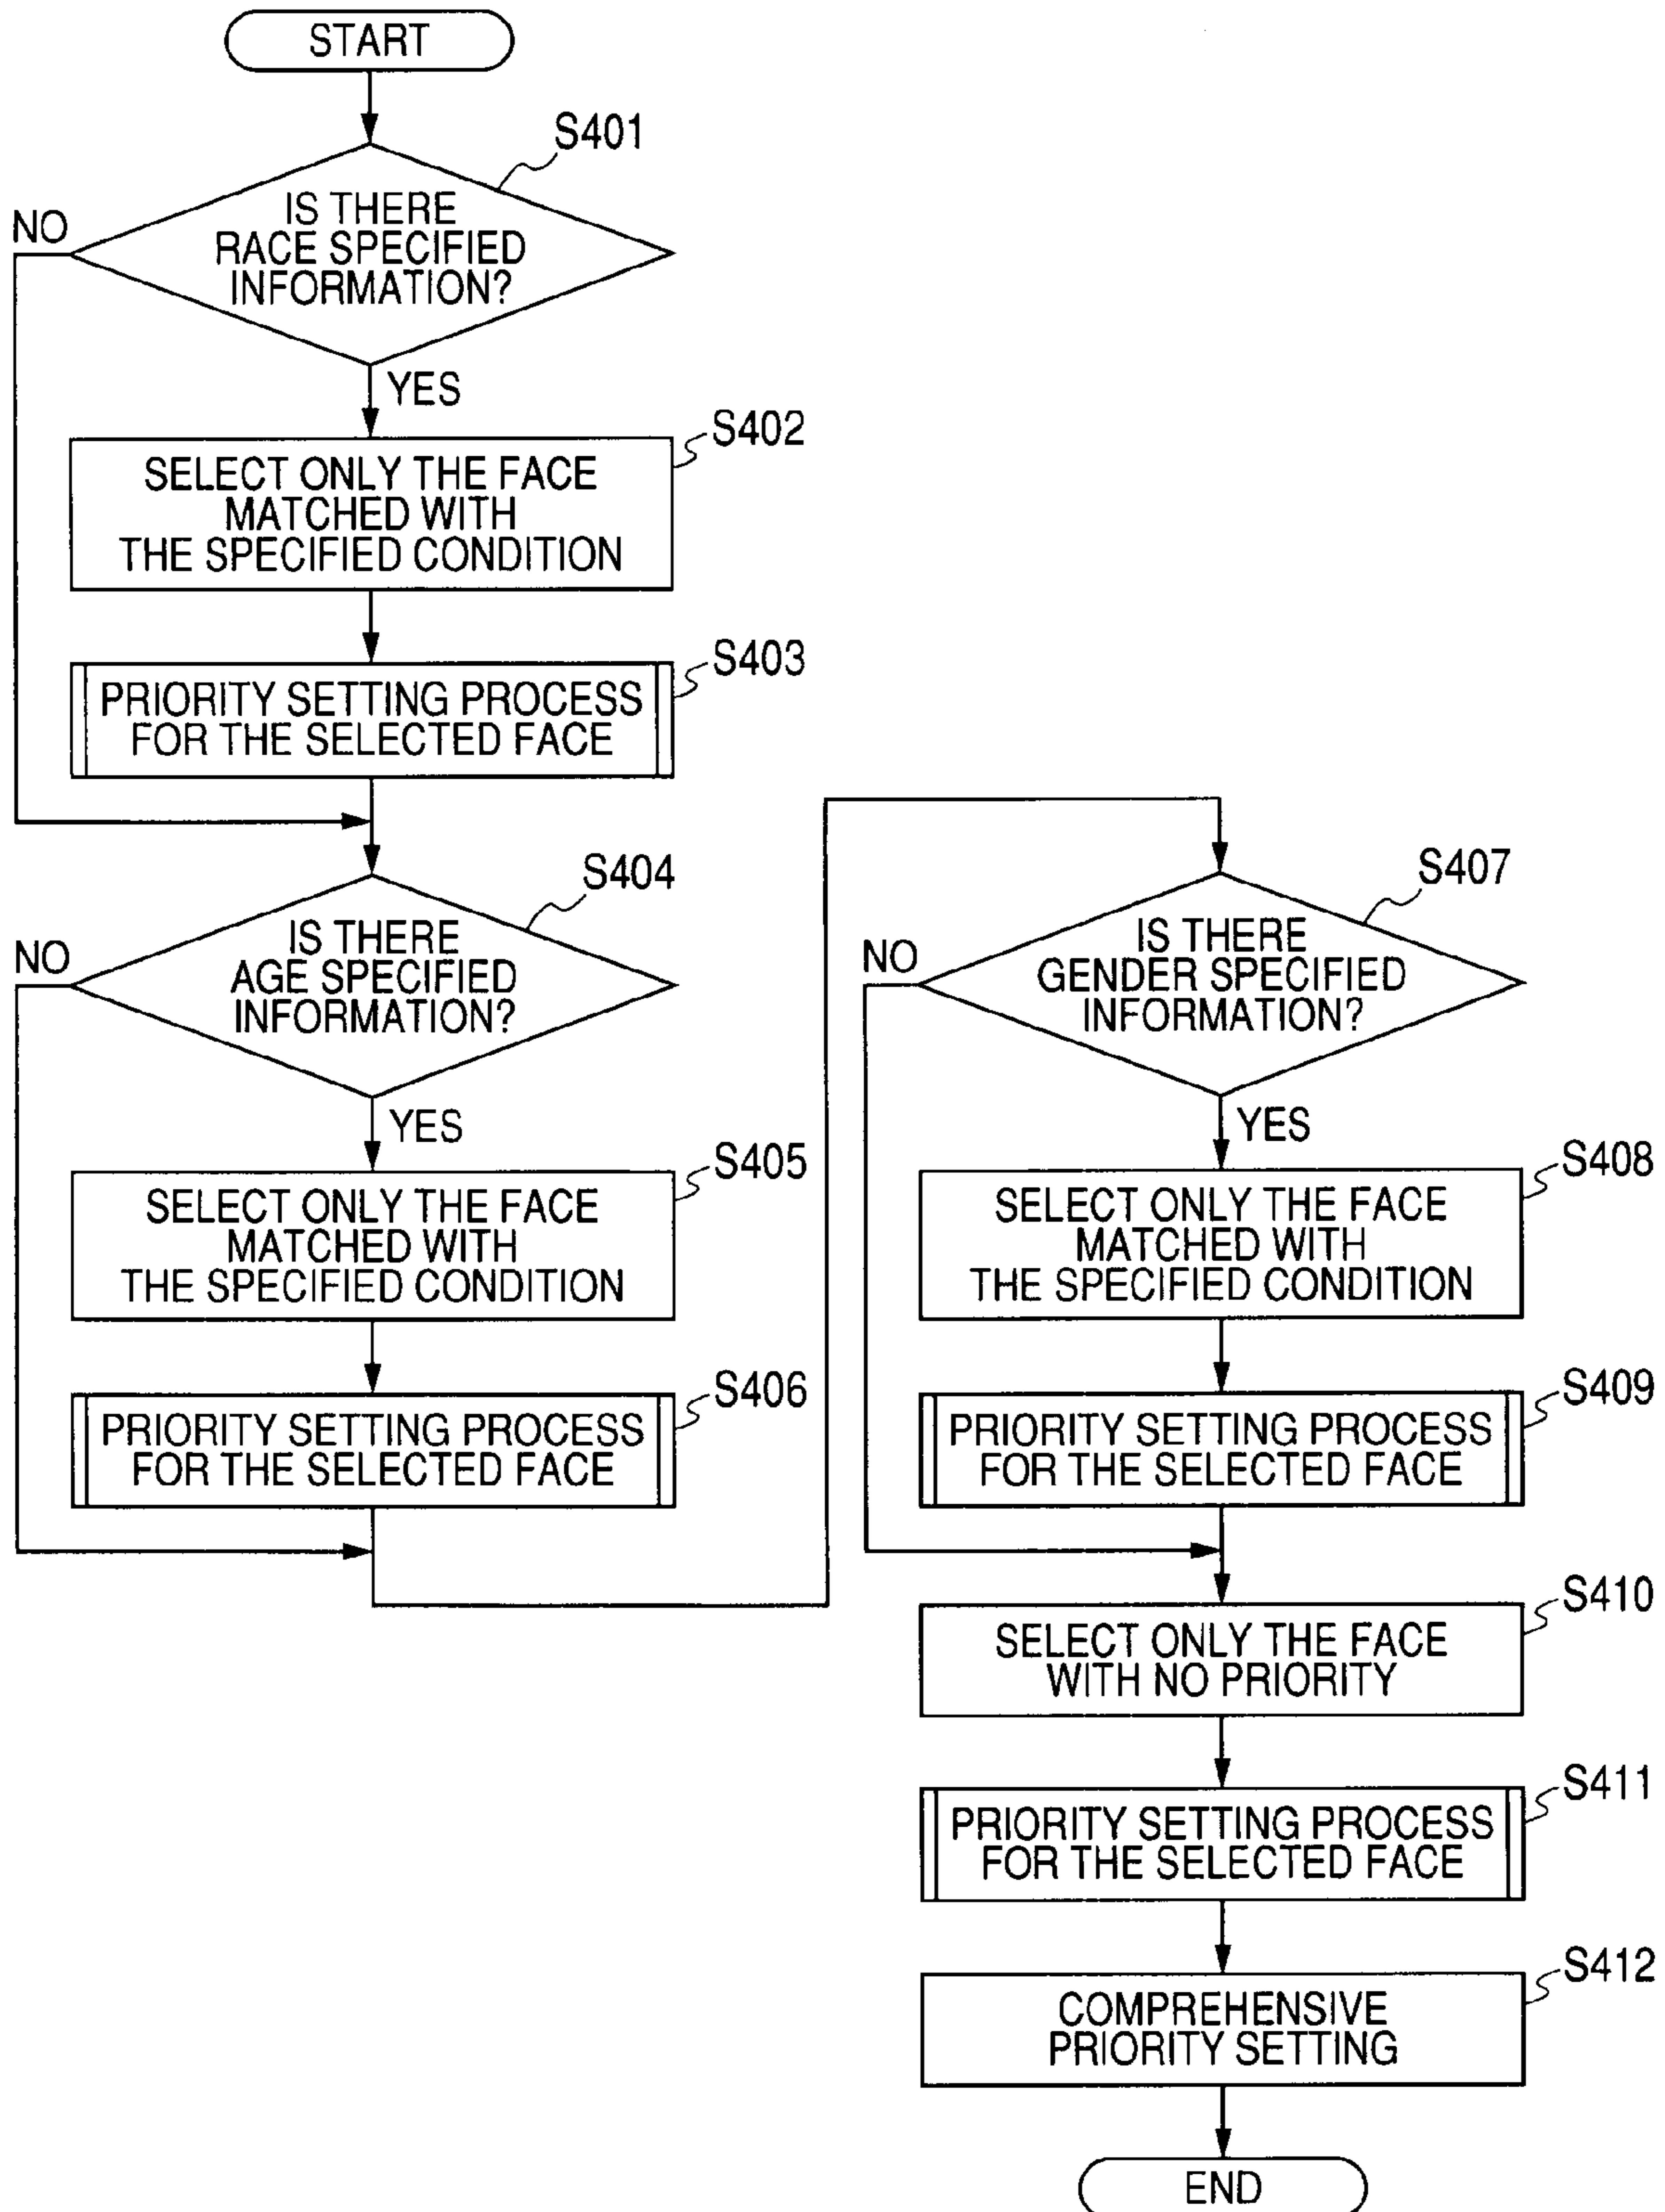 START
S401
IS THERE
RACE SPECIFIED
INFORMATION?
NO
YES
S402
SELECT ONLY THE FACE
MATCHED WITH
THE SPECIFIED CONDITION
S403
PRIORITY SETTING PROCESS
FOR THE SELECTED FACE
S404
IS THERE
AGE SPECIFIED
INFORMATION?
NO
YES
S405
SELECT ONLY THE FACE
MATCHED WITH
THE SPECIFIED CONDITION
S406
PRIORITY SETTING PROCESS
FOR THE SELECTED FACE
S407
IS THERE
GENDER SPECIFIED
INFORMATION?
NO
YES
S408
SELECT ONLY THE FACE
MATCHED WITH
THE SPECIFIED CONDITION
S409
PRIORITY SETTING PROCESS
FOR THE SELECTED FACE
S410
SELECT ONLY THE FACE
WITH NO PRIORITY
S411
PRIORITY SETTING PROCESS
FOR THE SELECTED FACE
S412
COMPREHENSIVE
PRIORITY SETTING
END